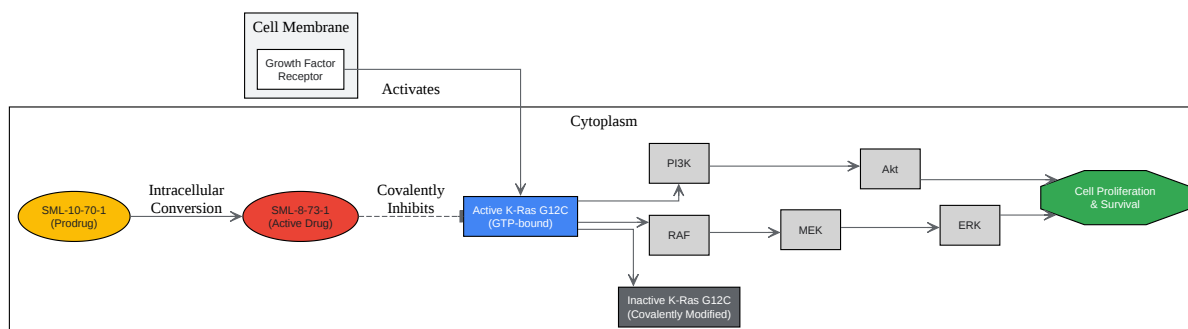 Cell Membrane
Growth Factor
Receptor
Activates
Cytoplasm
SML-10-70-1
(Prodrug)
Intracellular
Conversion
SML-8-73-1
(Active Drug)
Covalently
Inhibits
Active K-Ras G12C
(GTP-bound)
PI3K
Akt
RAF
MEK
ERK
Cell Proliferation
& Survival
Inactive K-Ras G12C
(Covalently Modified)